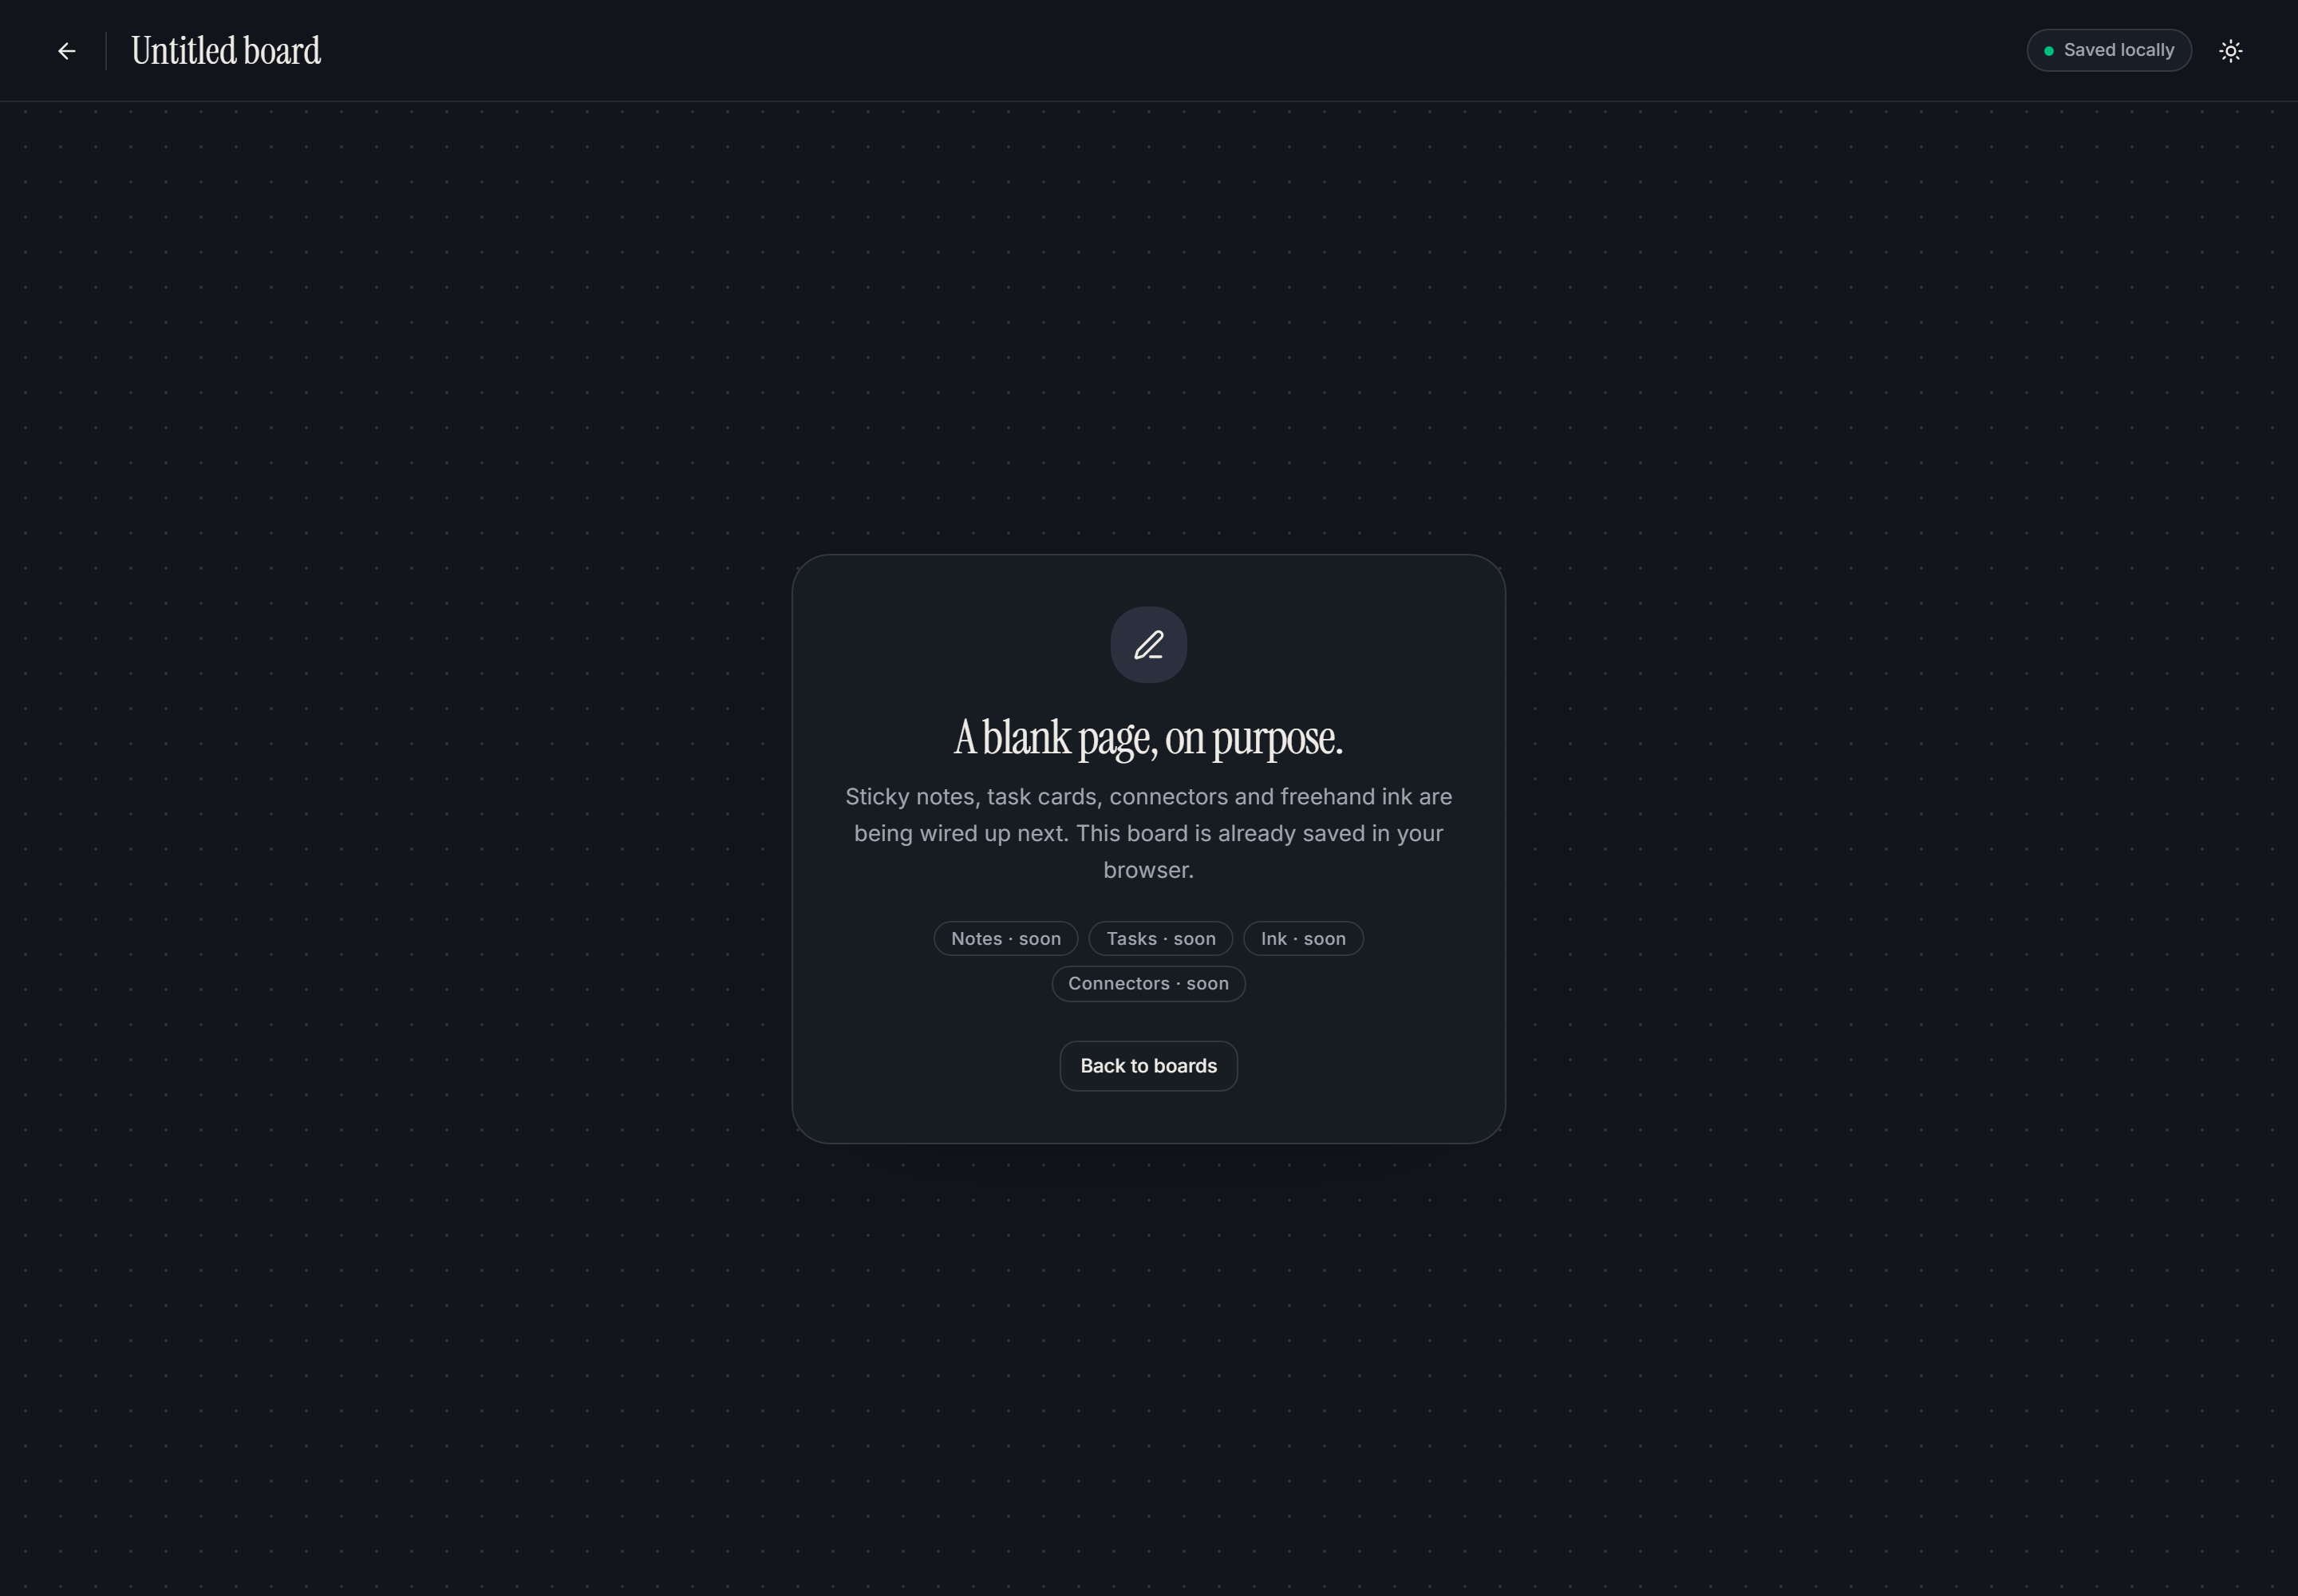 Untitled board
Saved locally
A blank page, on purpose.
Sticky notes, task cards, connectors and freehand ink are
being wired up next. This board is already saved in your
browser.
Notes · soon
Tasks · soon
Ink · soon
Connectors · soon
Back to boards